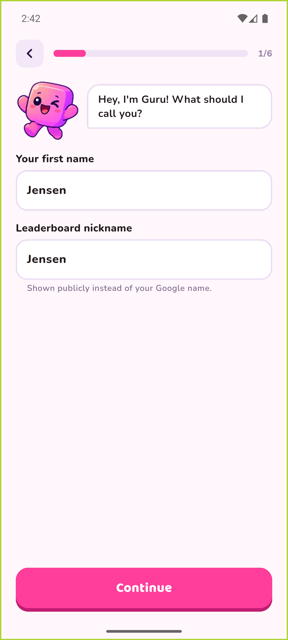 2:42
1/6
Hey, I'm Guru! What should I
call you?
Your first name
Jensen
Leaderboard nickname
Jensen
Shown publicly instead of your Google name.
Continue